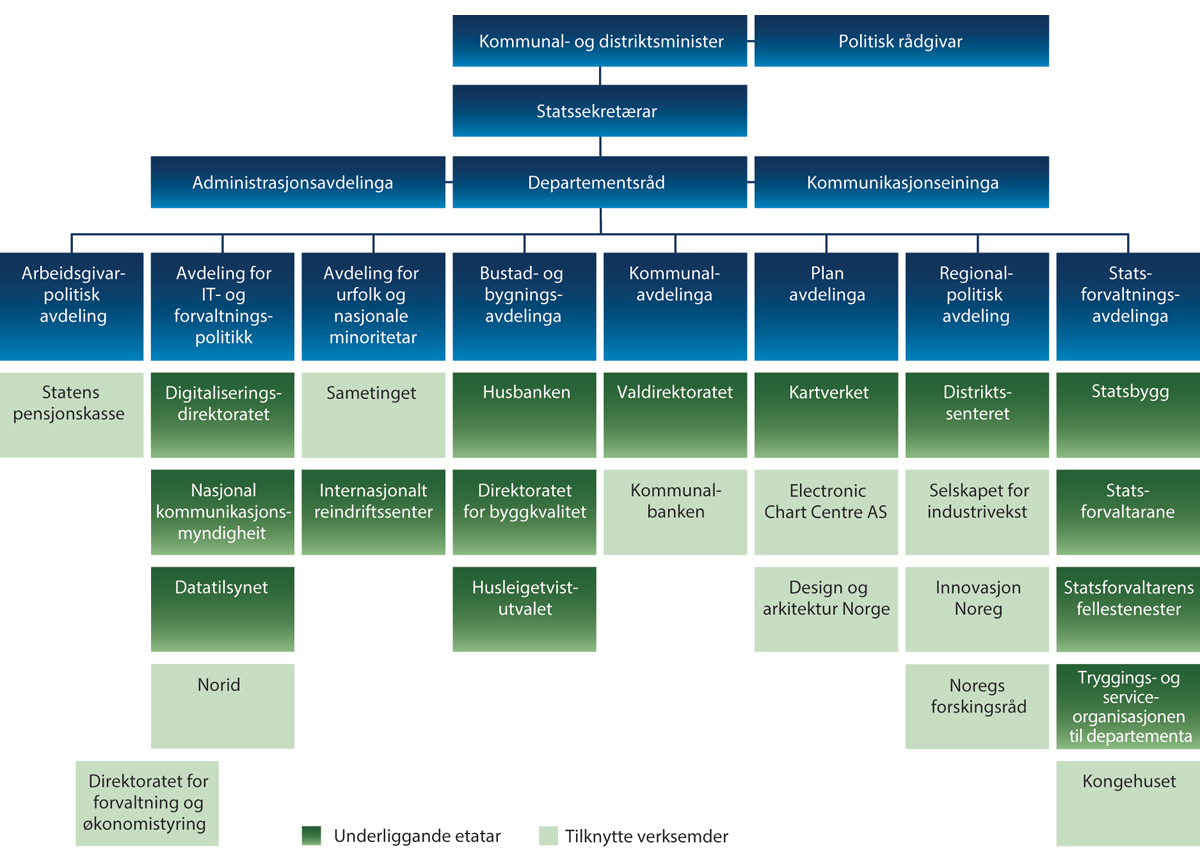 Kommunal- og distriktsminister
Politisk rådgivar
Statssekretærar
Administrasjonsavdelinga
Departementsråd
Kommunikasjonseininga
Arbeidsgivar-
politisk
avdeling
Avdeling for
IT- og
forvaltnings-
politikk
Avdeling for
urfolk og
nasjonale
minoritetar
Bustad- og
bygnings-
avdelinga
Kommunal-
avdelinga
Plan
avdelinga
Regional-
politisk
avdeling
Stats-
forvaltnings-
avdelinga
Statens
pensjonskasse
Digitaliserings-
direktoratet
Sametinget
Husbanken
Valdirektoratet
Kartverket
Distrikts-
senteret
Statsbygg
Nasjonal
kommunikasjons-
myndigheit
Internasjonalt
reindriftssenter
Direktoratet
for byggkvalitet
Kommunal-
banken
Electronic
Chart Centre AS
Selskapet for
industrivekst
Stats-
forvaltarane
Datatilsynet
Husleigetvist-
utvalet
Design og
arkitektur Norge
Innovasjon
Noreg
Statsforvaltarens
fellestenester
Norid
Noregs
forskingsråd
Tryggings- og
service-
organisasjonen
til departementa
Direktoratet for
forvaltning og
økonomistyring
Kongehuset
Underliggande etatar
Tilknytte verksemder